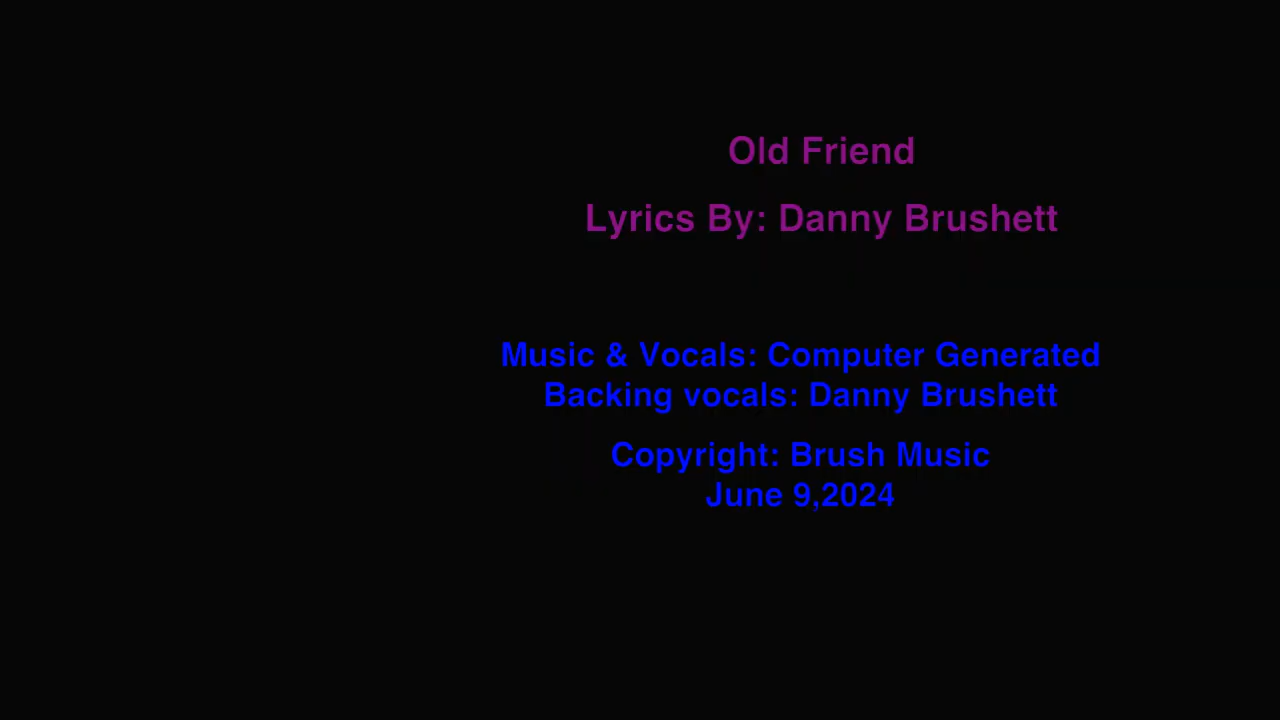 Old Friend
Lyrics By: Danny Brushett
Music & Vocals: Computer Generated
Backing vocals: Danny Brushett
Copyright: Brush Music
June 9,2024